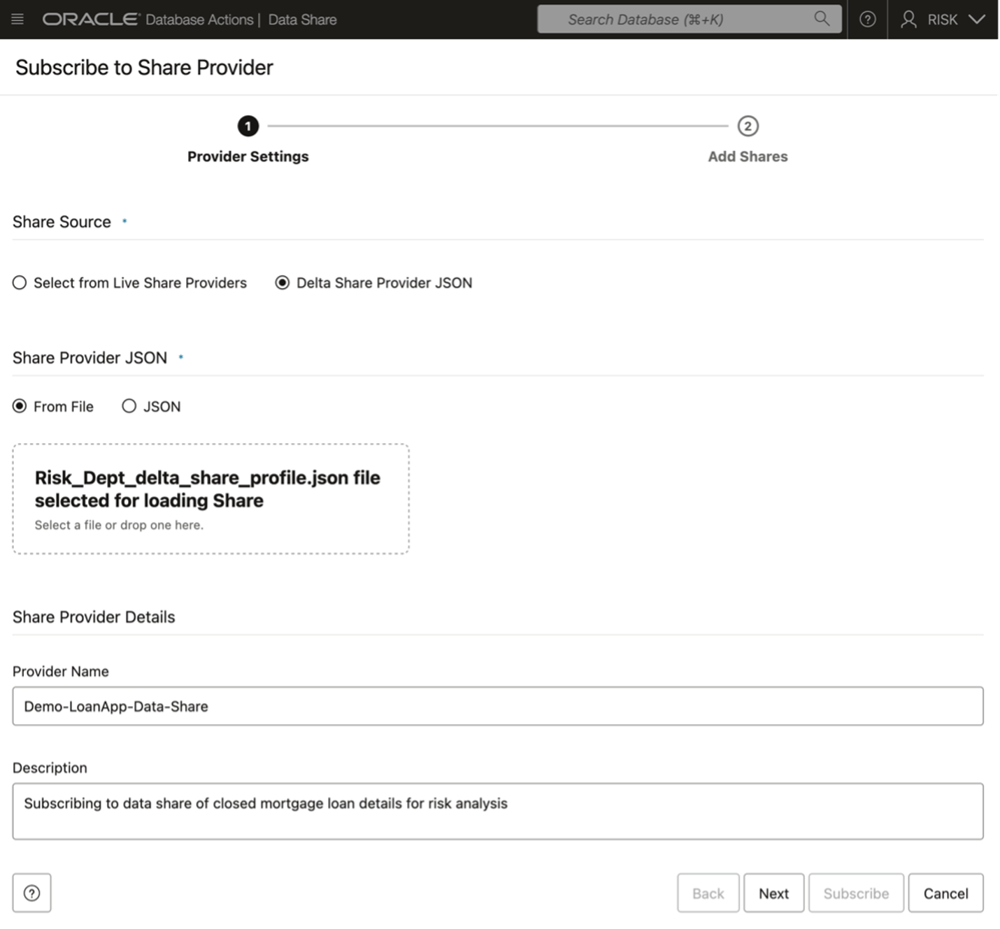 ORACLE Database Actions | Data Share
Search Database (⌘+K)
RISK
Subscribe to Share Provider
1
2
Provider Settings
Add Shares
Share Source *
Select from Live Share Providers
Delta Share Provider JSON
Share Provider JSON *
From File
JSON
Risk_Dept_delta_share_profile.json file
selected for loading Share
Select a file or drop one here.
Share Provider Details
Provider Name
Demo-LoanApp-Data-Share
Description
Subscribing to data share of closed mortgage loan details for risk analysis
Back
Next
Subscribe
Cancel